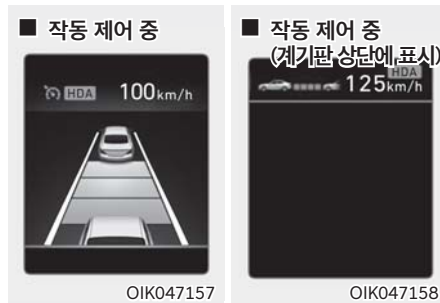 ■ 작동 제어 중
HDA 100km/h
OIK047157
■ 작동 제어 중
(계기판 상단에 표시)
HDA
125km/h
OIK047158